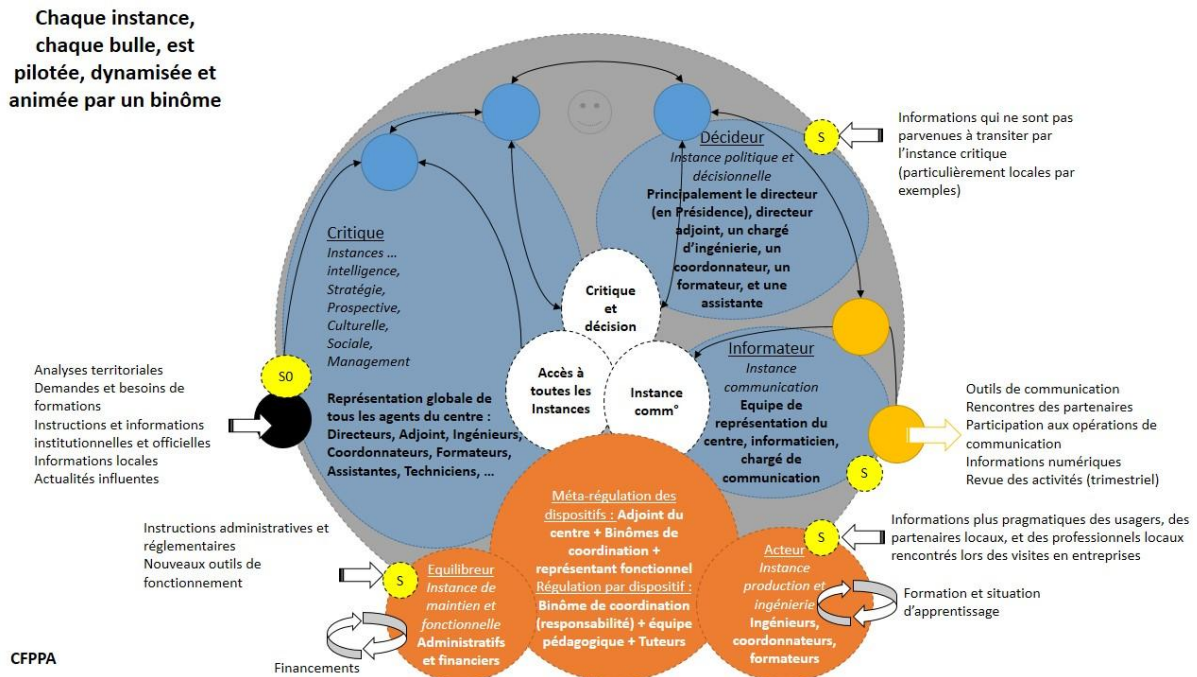 Chaque instance,
chaque bulle, est
pilotée, dynamisée et
animée par un binôme
Décideur
Instance politique et
décisionnelle
Principalement le directeur
(en Présidence), directeur
adjoint, un chargé
d’ingénierie, un
coordonnateur, un
formateur, et une
assistante
S
Informations qui ne sont pas
parvenues à transiter par
l’instance critique
(particulièrement locales par
exemples)
Critique
Instances ...
intelligence,
Stratégie,
Prospective,
Culturelle,
Sociale,
Management
Représentation globale de
tous les agents du centre :
Directeurs, Adjoint, Ingénieurs,
Coordonnateurs, Formateurs,
Assistantes, Techniciens, ...
Critique
et
décision
Accès à
toutes les
Instances
Instance
comm°
Informateur
Instance
communication
Equipe de
représentation du
centre, informaticien,
chargé de
communication
S0
Analyses territoriales
Demandes et besoins de
formations
Instructions et informations
institutionnelles et officielles
Informations locales
Actualités influentes
Outils de communication
Rencontres des partenaires
Participation aux opérations de
communication
Informations numériques
Revue des activités (trimestriel)
S
Instructions administratives et
réglementaires
Nouveaux outils de
fonctionnement
S
Equilibreur
Instance de
maintien et
fonctionnelle
Administratifs
et financiers
Financements
Méta-régulation des
dispositifs : Adjoint du
centre + Binômes de
coordination +
représentant fonctionnel
Régulation par dispositif :
Binôme de coordination
(responsabilité) + équipe
pédagogique + Tuteurs
S
Informations plus pragmatiques des usagers, des
partenaires locaux, et des professionnels locaux
rencontrés lors des visites en entreprises
Acteur
Instance
production et
ingénierie
Ingénieurs,
coordonnateurs,
formateurs
Formation et situation
d’apprentissage
CFPPA